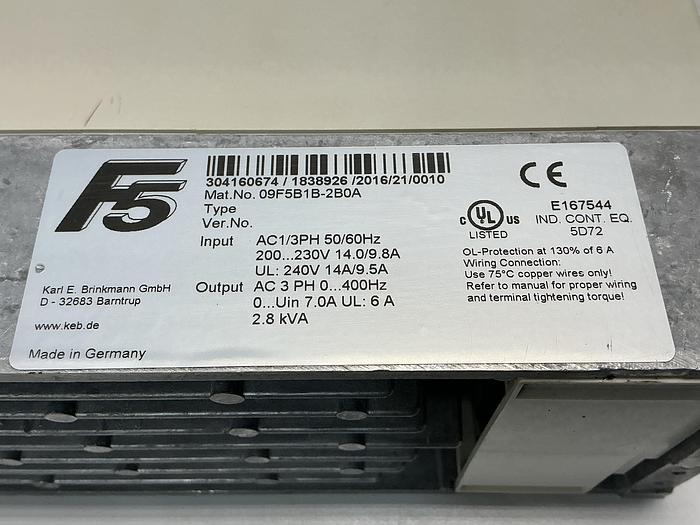 F5
304160674 / 1838926 /2016/21/0010
Mat.No. 09F5B1B-2B0A
Type
Ver.No.
Input AC1/3PH 50/60Hz
200...230V 14.0/9.8A
UL: 240V 14A/9.5A
Output AC 3 PH 0...400Hz
0...Uin 7.0A UL: 6 A
2.8 kVA
Karl E. Brinkmann GmbH
D - 32683 Barntrup
www.keb.de
Made in Germany
CE
C UL US
LISTED
E167544
IND. CONT. EQ.
5D72
OL-Protection at 130% of 6 A
Wiring Connection:
Use 75°C copper wires only!
Refer to manual for proper wiring
and terminal tightening torque!